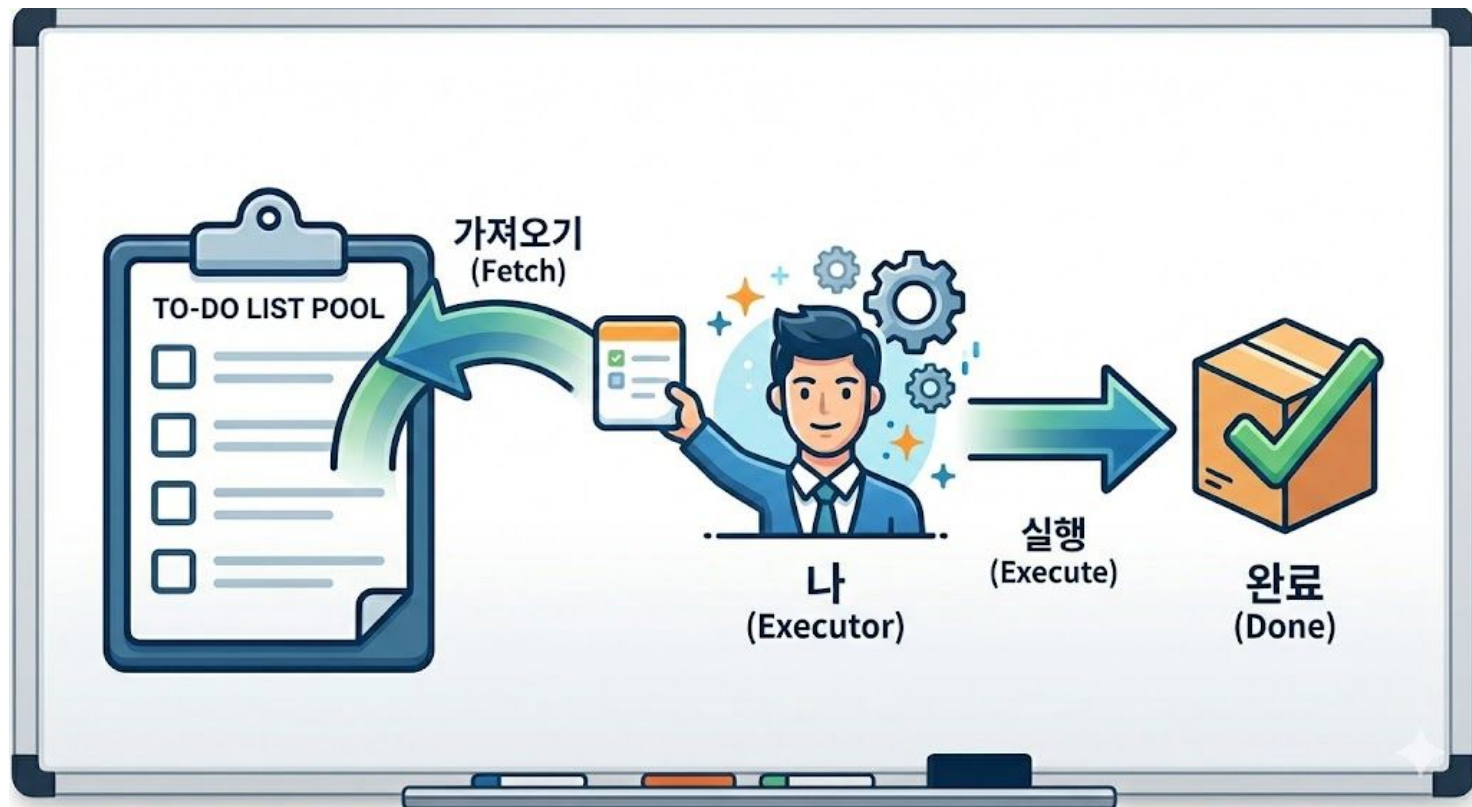 가져오기
(Fetch)
TO-DO LIST POOL
나
(Executor)
실행
(Execute)
완료
(Done)